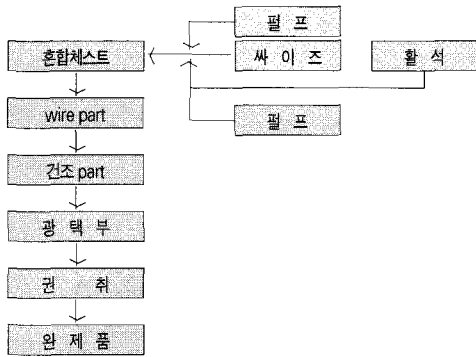 펄 프
혼합체스트
싸 이 즈
활 석
펄 프
wire part
건조 part
광 택 부
권 취
완 제 품